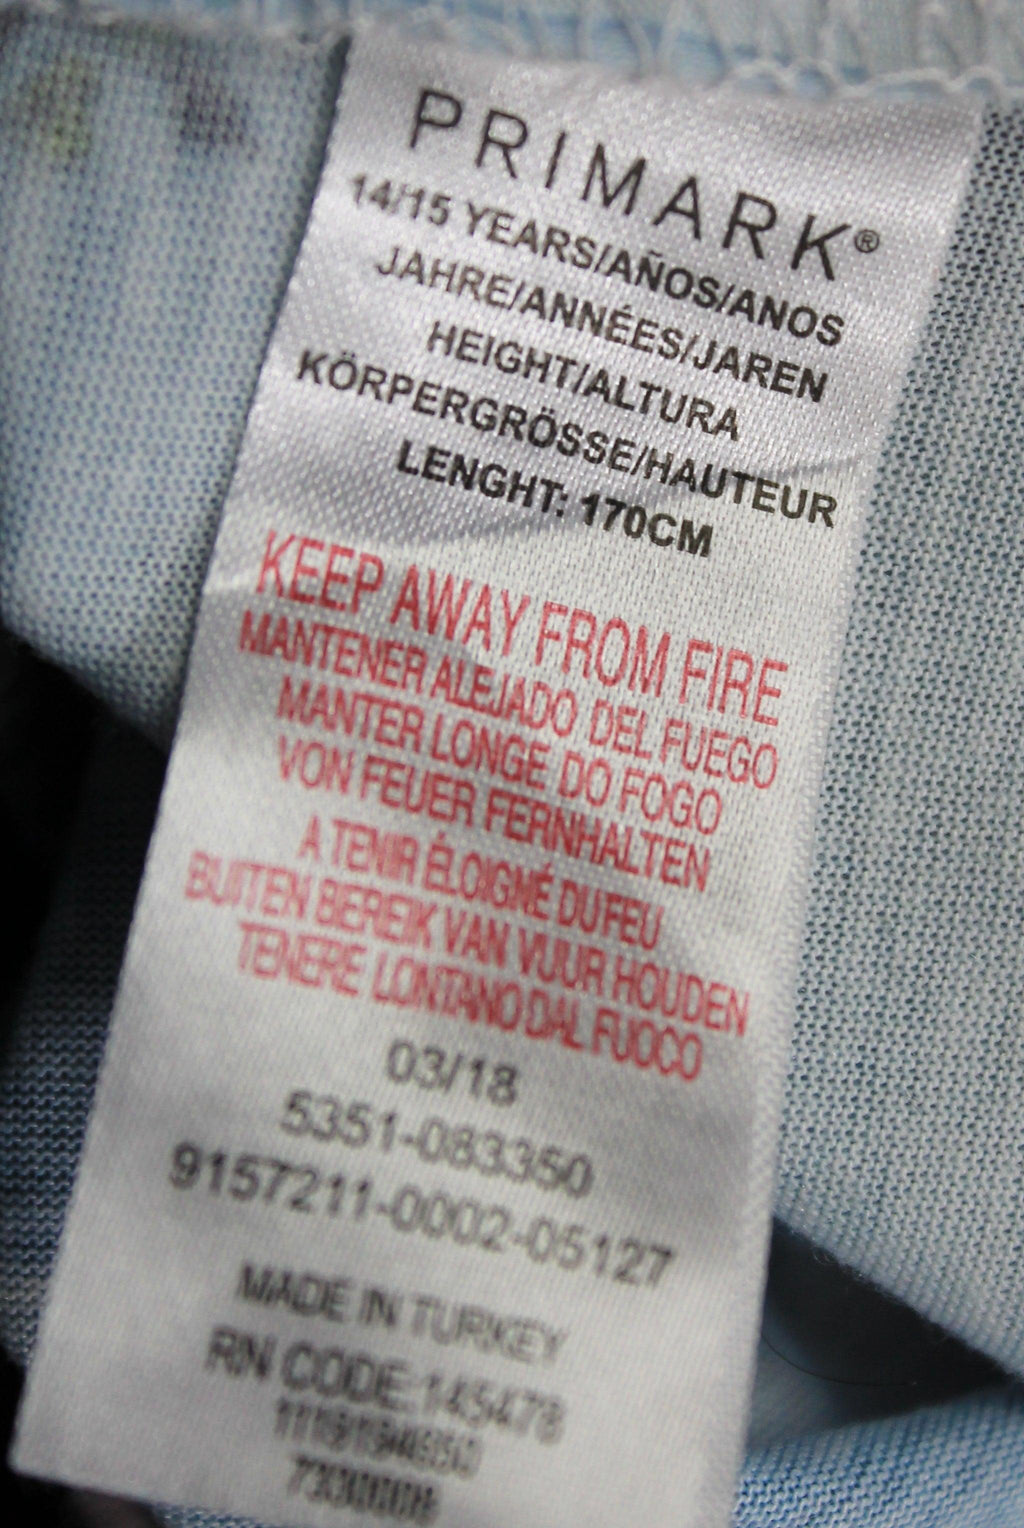 PRIMARK®
14/15 YEARS/AÑOS/ANOS
JAHRE/ANNÉES/JAREN
HEIGHT/ALTURA
KÖRPERGRÖSSE/HAUTEUR
LENGHT: 170CM
KEEP AWAY FROM FIRE
MANTENER ALEJADO DEL FUEGO
MANTER LONGE DO FOGO
VON FEUER FERNHALTEN
A TENIR ÉLOIGNÉ DU FEU
BUITEN BEREIK VAN VUUR HOUDEN
TENERE LONTANO DAL FUOCO
03/18
5351-083350
9157211-0002-05127
MADE IN TURKEY
RN CODE:145478